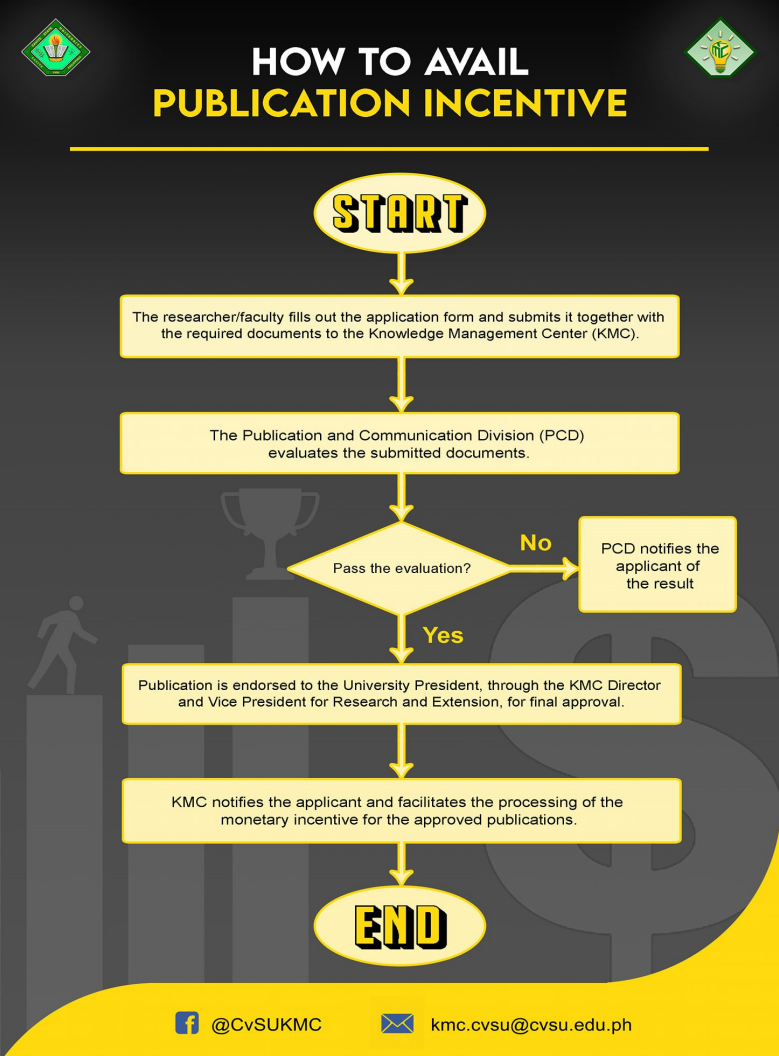 HOW TO AVAIL
PUBLICATION INCENTIVE
START
The researcher/faculty fills out the application form and submits it together with
the required documents to the Knowledge Management Center (KMC).
The Publication and Communication Division (PCD)
evaluates the submitted documents.
Pass the evaluation?
No
PCD notifies the
applicant of
the result
Yes
Publication is endorsed to the University President, through the KMC Director
and Vice President for Research and Extension, for final approval.
KMC notifies the applicant and facilitates the processing of the
monetary incentive for the approved publications.
END
@CvSUKMC
kmc.cvsu@cvsu.edu.ph